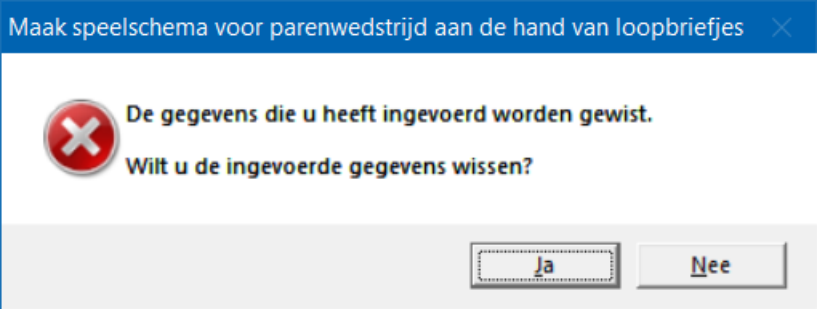 Maak speelschema voor parenwedstrijd aan de hand van loopbriefjes
De gegevens die u heeft ingevoerd worden gewist.
Wilt u de ingevoerde gegevens wissen?
Ja
Nee